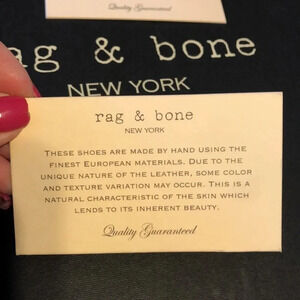 Quality Guaranteed
rag & bone
NEW YORK
rag & bone
NEW YORK
THESE SHOES ARE MADE BY HAND USING THE
FINEST EUROPEAN MATERIALS. DUE TO THE
UNIQUE NATURE OF THE LEATHER, SOME COLOR
AND TEXTURE VARIATION MAY OCCUR. THIS IS A
NATURAL CHARACTERISTIC OF THE SKIN WHICH
LENDS TO ITS INHERENT BEAUTY.
Quality Guaranteed